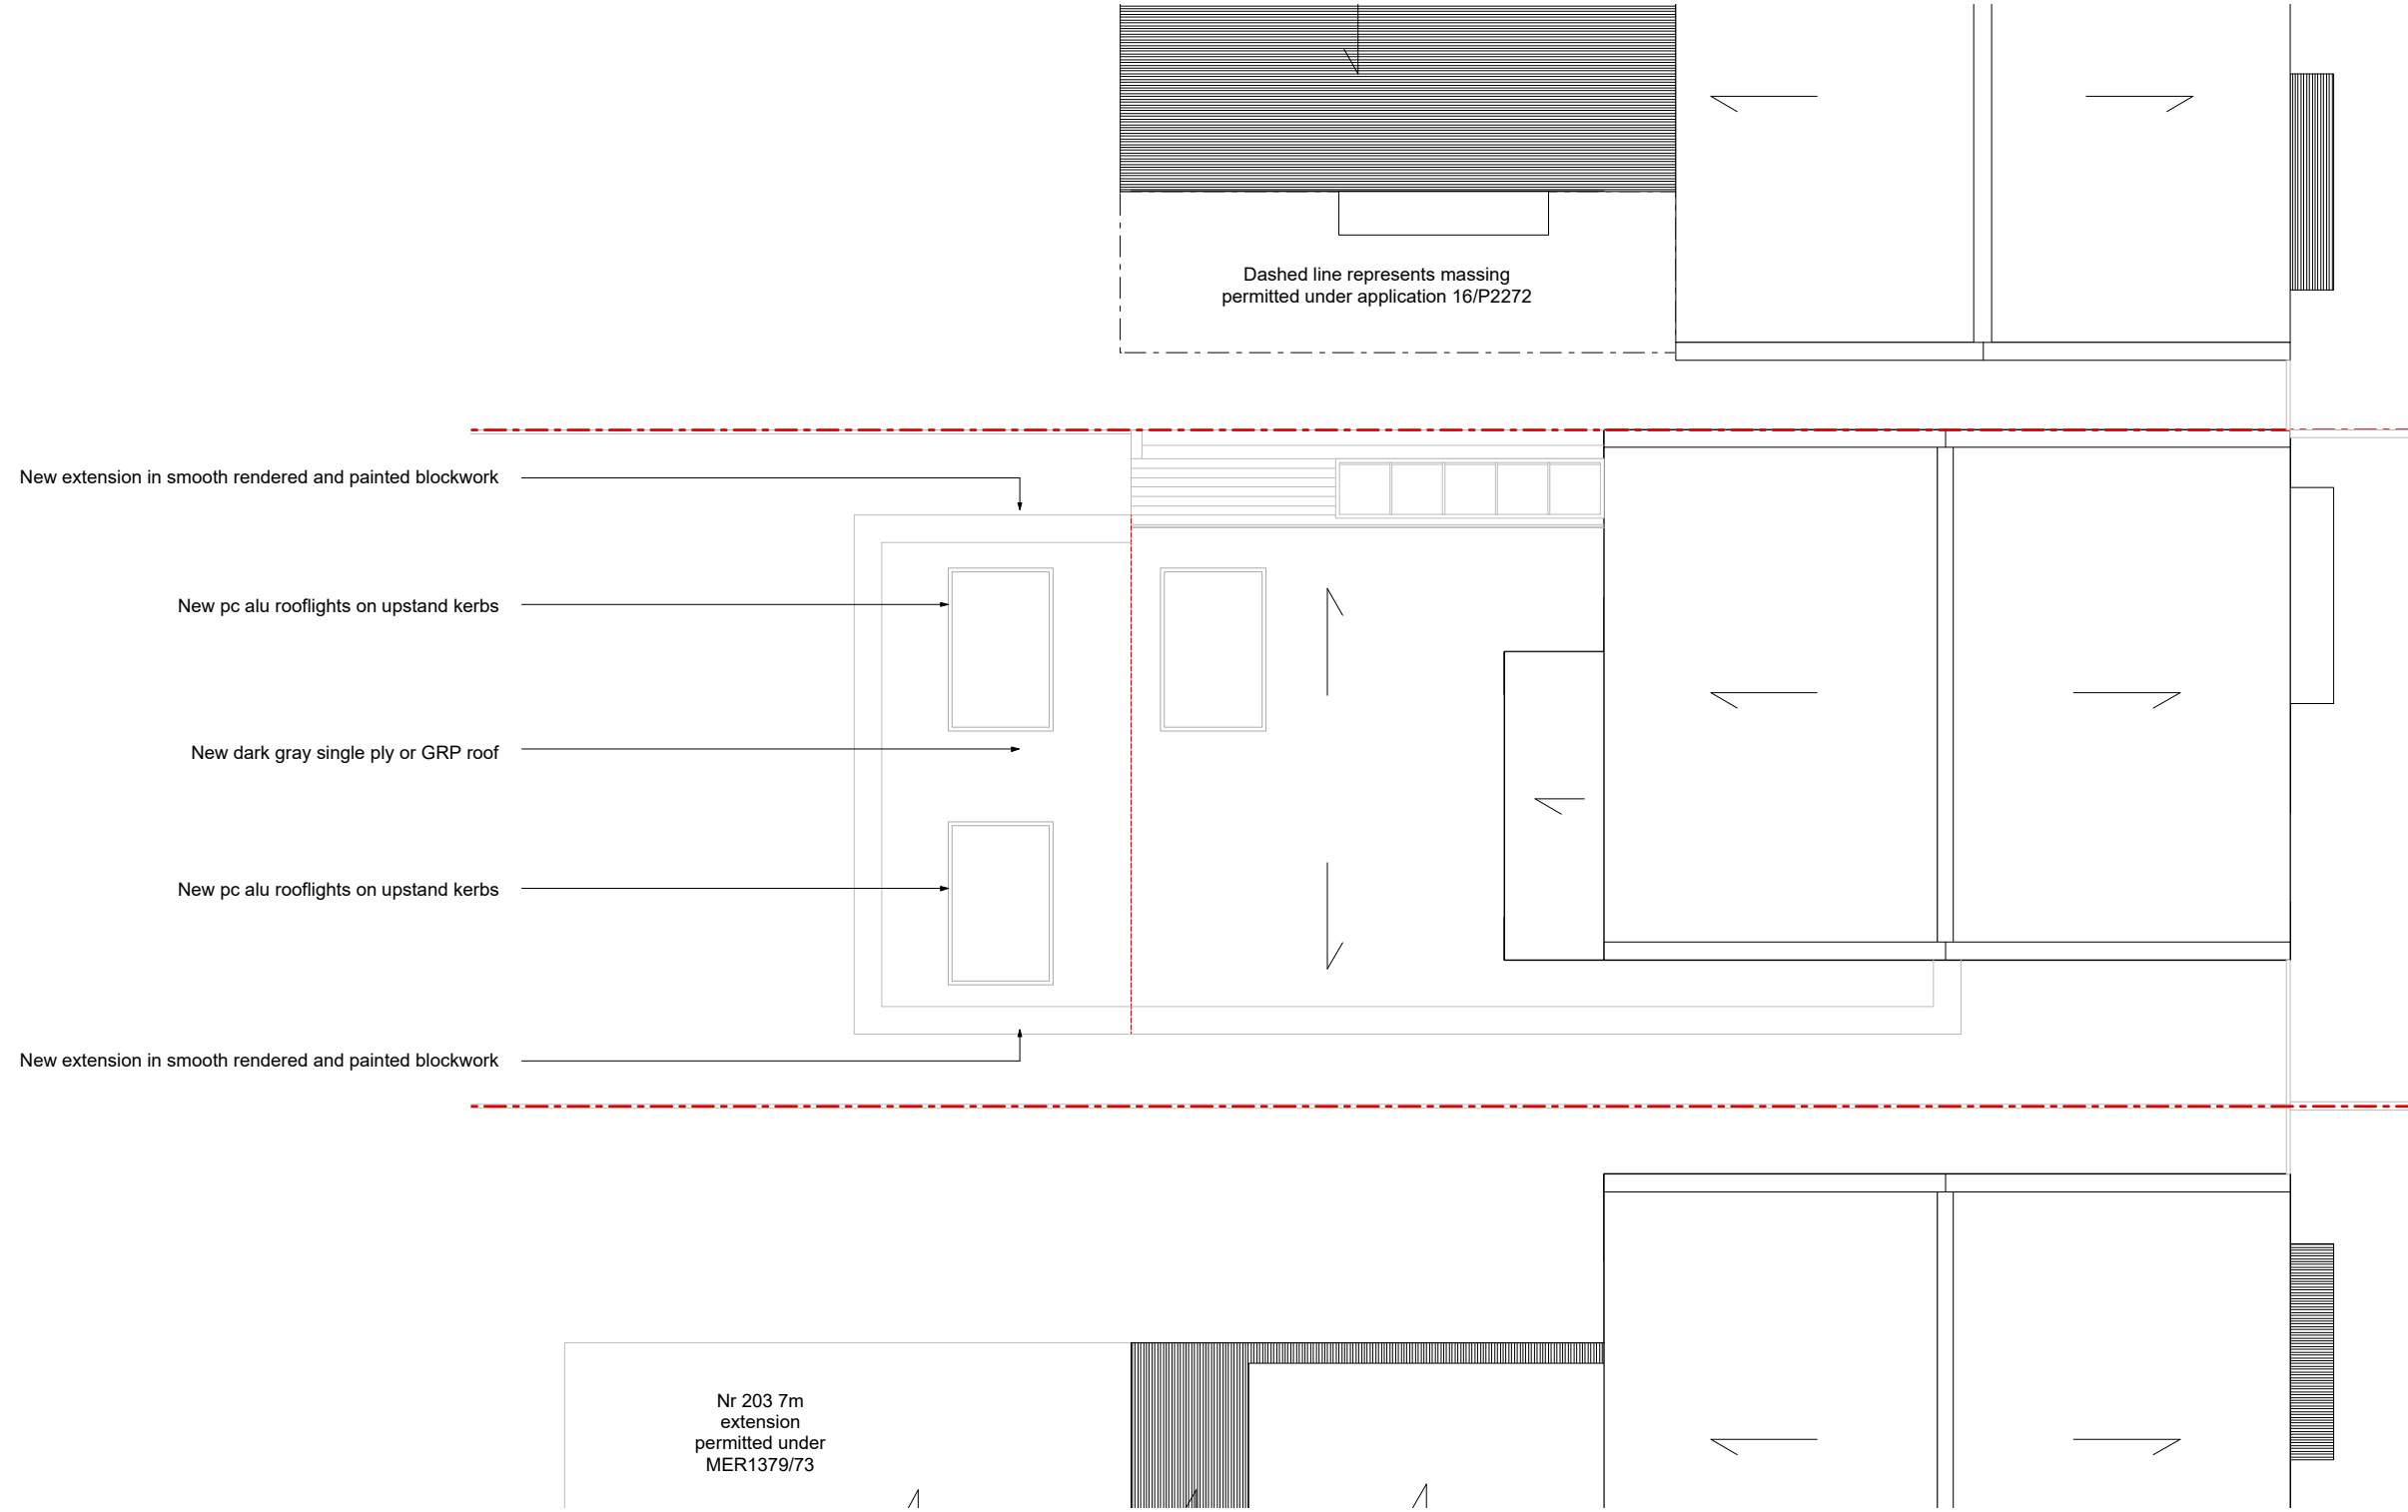 Dashed line represents massing
permitted under application 16/P2272
New extension in smooth rendered and painted blockwork
New pc alu rooflights on upstand kerbs
New dark gray single ply or GRP roof
New pc alu rooflights on upstand kerbs
New extension in smooth rendered and painted blockwork
Nr 203 7m
extension
permitted under
MER1379/73